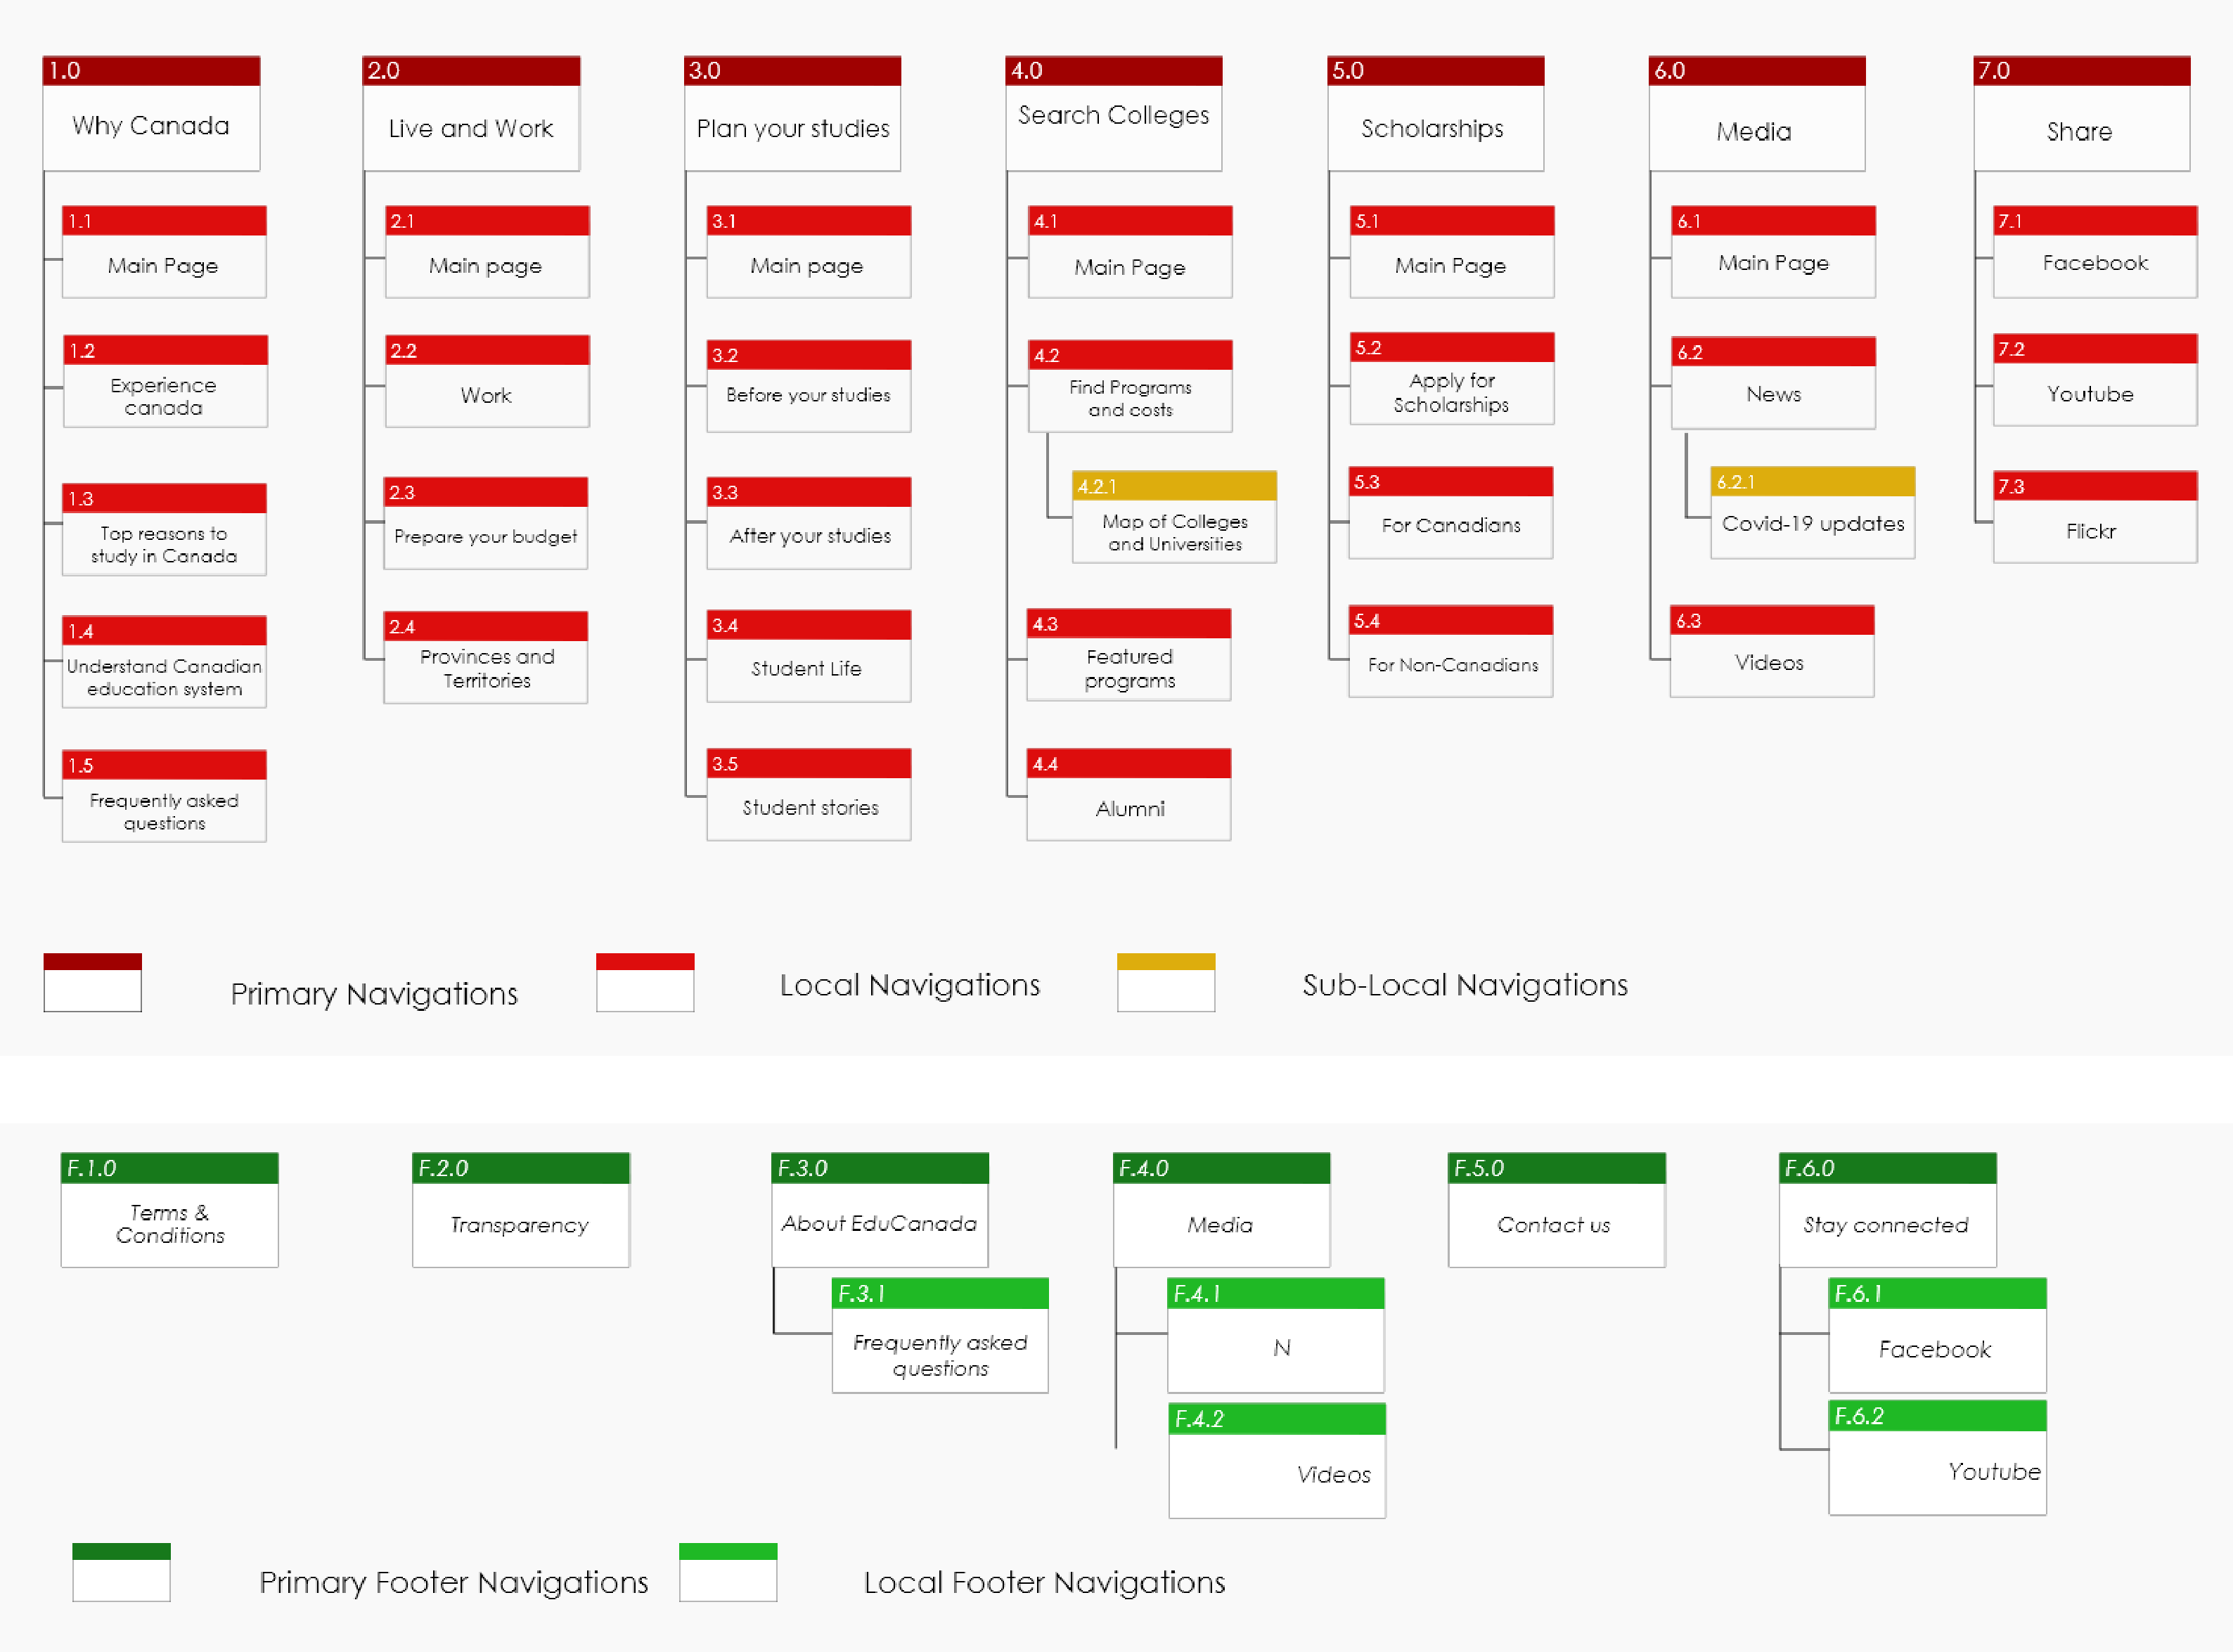 1.0
Why Canada
1.1
Main Page
1.2
Experience
canada
1.3
Top reasons to
study in Canada
1.4
Understand Canadian
education system
1.5
Frequently asked
questions
2.0
Live and Work
2.1
Main page
2.2
Work
2.3
Prepare your budget
2.4
Provinces and
Territories
3.0
Plan your studies
3.1
Main page
3.2
Before your studies
3.3
After your studies
3.4
Student Life
3.5
Student stories
4.0
Search Colleges
4.1
Main Page
4.2
Find Programs
and costs
4.2.1
Map of Colleges
and Universities
4.3
Featured
programs
4.4
Alumni
5.0
Scholarships
5.1
Main Page
5.2
Apply for
Scholarships
5.3
For Canadians
5.4
For Non-Canadians
6.0
Media
6.1
Main Page
6.2
News
6.2.1
Covid-19 updates
6.3
Videos
7.0
Share
7.1
Facebook
7.2
Youtube
7.3
Flickr
Primary Navigations
Local Navigations
Sub-Local Navigations
F.1.0
Terms &
Conditions
F.2.0
Transparency
F.3.0
About EduCanada
F.3.1
Frequently asked
questions
F.4.0
Media
F.4.1
N
F.4.2
Videos
F.5.0
Contact us
F.6.0
Stay connected
F.6.1
Facebook
F.6.2
Youtube
Primary Footer Navigations
Local Footer Navigations